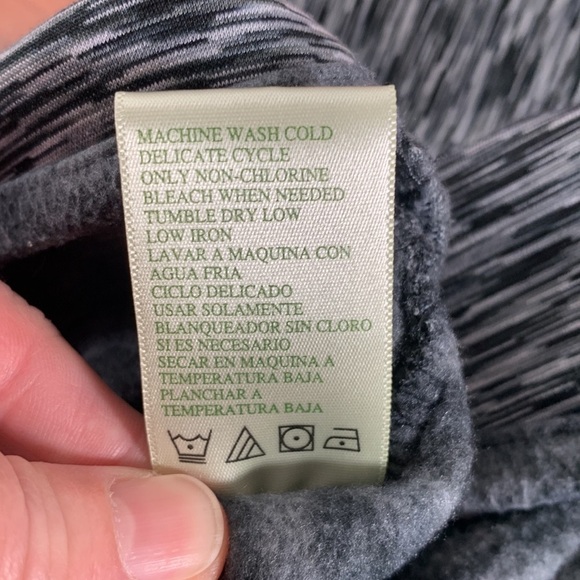 MACHINE WASH COLD
DELICATE CYCLE
ONLY NON-CHLORINE
BLEACH WHEN NEEDED
TUMBLE DRY LOW
LOW IRON
LAVAR A MAQUINA CON
AGUA FRIA
CICLO DELICADO
USAR SOLAMENTE
BLANQUEADOR SIN CLORO
SI ES NECESARIO
SECAR EN MAQUINA A
TEMPERATURA BAJA
PLANCHAR A
TEMPERATURA BAJA